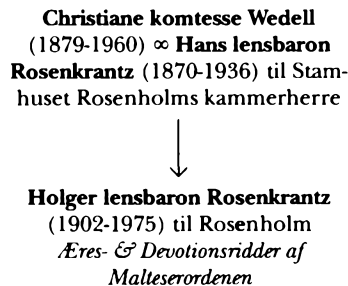 Christiane komtesse Wedell
(1879-1960) ∞ Hans lensbaron
Rosenkrantz (1870-1936) til Stam-
huset Rosenholms kammerherre
Holger lensbaron Rosenkrantz
(1902-1975) til Rosenholm
Æres- & Devotionsridder af
Malteserordenen